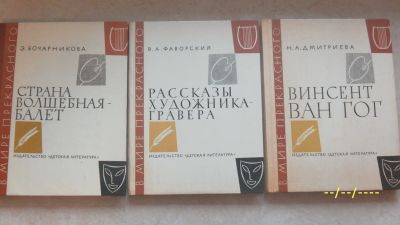 В МИРЕ ПРЕКРАСНОГО
Э. БОЧАРНИКОВА
СТРАНА
ВОЛШЕБНАЯ-
БАЛЕТ
ИЗДАТЕЛЬСТВО «ДЕТСКАЯ ЛИТЕРАТУРА»
В МИРЕ ПРЕКРАСНОГО
В. А. ФАВОРСКИЙ
РАССКАЗЫ
ХУДОЖНИКА-
ГРАВЕРА
ИЗДАТЕЛЬСТВО «ДЕТСКАЯ ЛИТЕРАТУРА»
В МИРЕ ПРЕКРАСНОГО
Н. А. ДМИТРИЕВА
ВИНСЕНТ
ВАН ГОГ
ИЗДАТЕЛЬСТВО «ДЕТСКАЯ ЛИТЕРАТУРА»
--/--/----